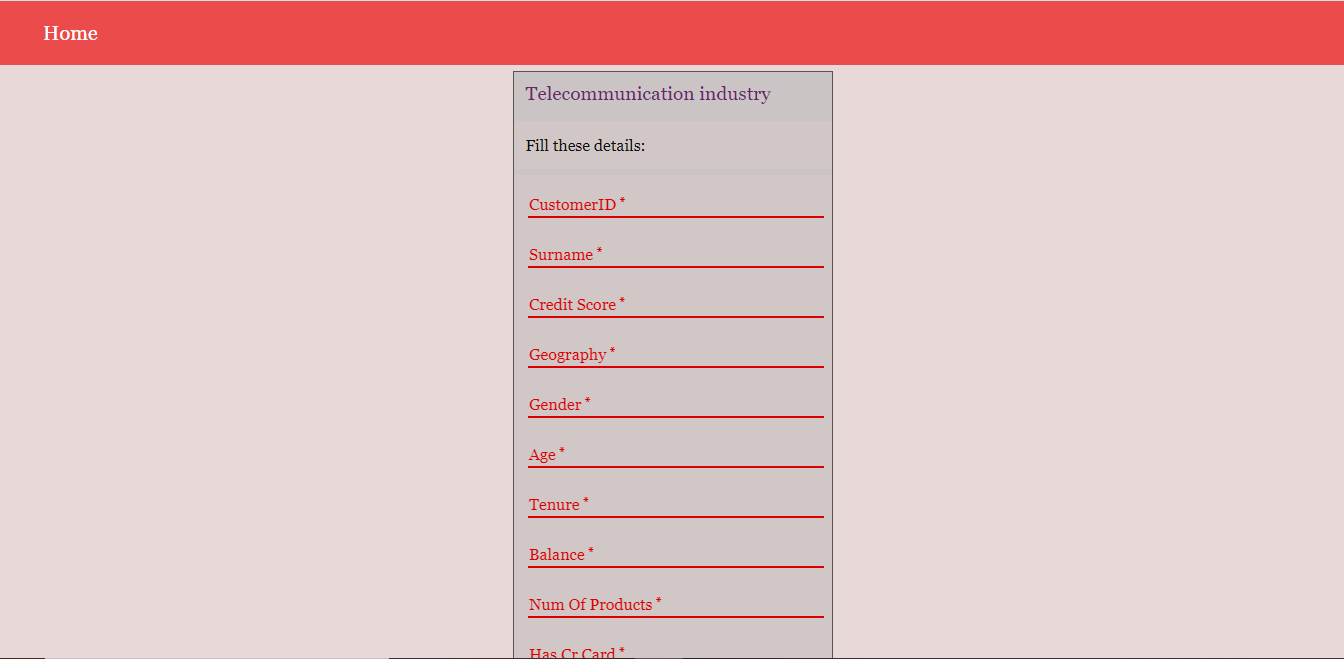 Home
Telecommunication industry
Fill these details:
CustomerID *
Surname *
Credit Score *
Geography *
Gender *
Age *
Tenure *
Balance *
Num Of Products *
Has Cr Card *